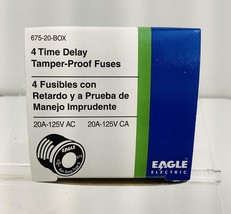 675-20-BOX
4 Time Delay
Tamper-Proof Fuses
4 Fusibles con
Retardo y a Prueba de
Manejo Imprudente
20A-125V AC 20A-125V CA
EAGLE
ELECTRIC